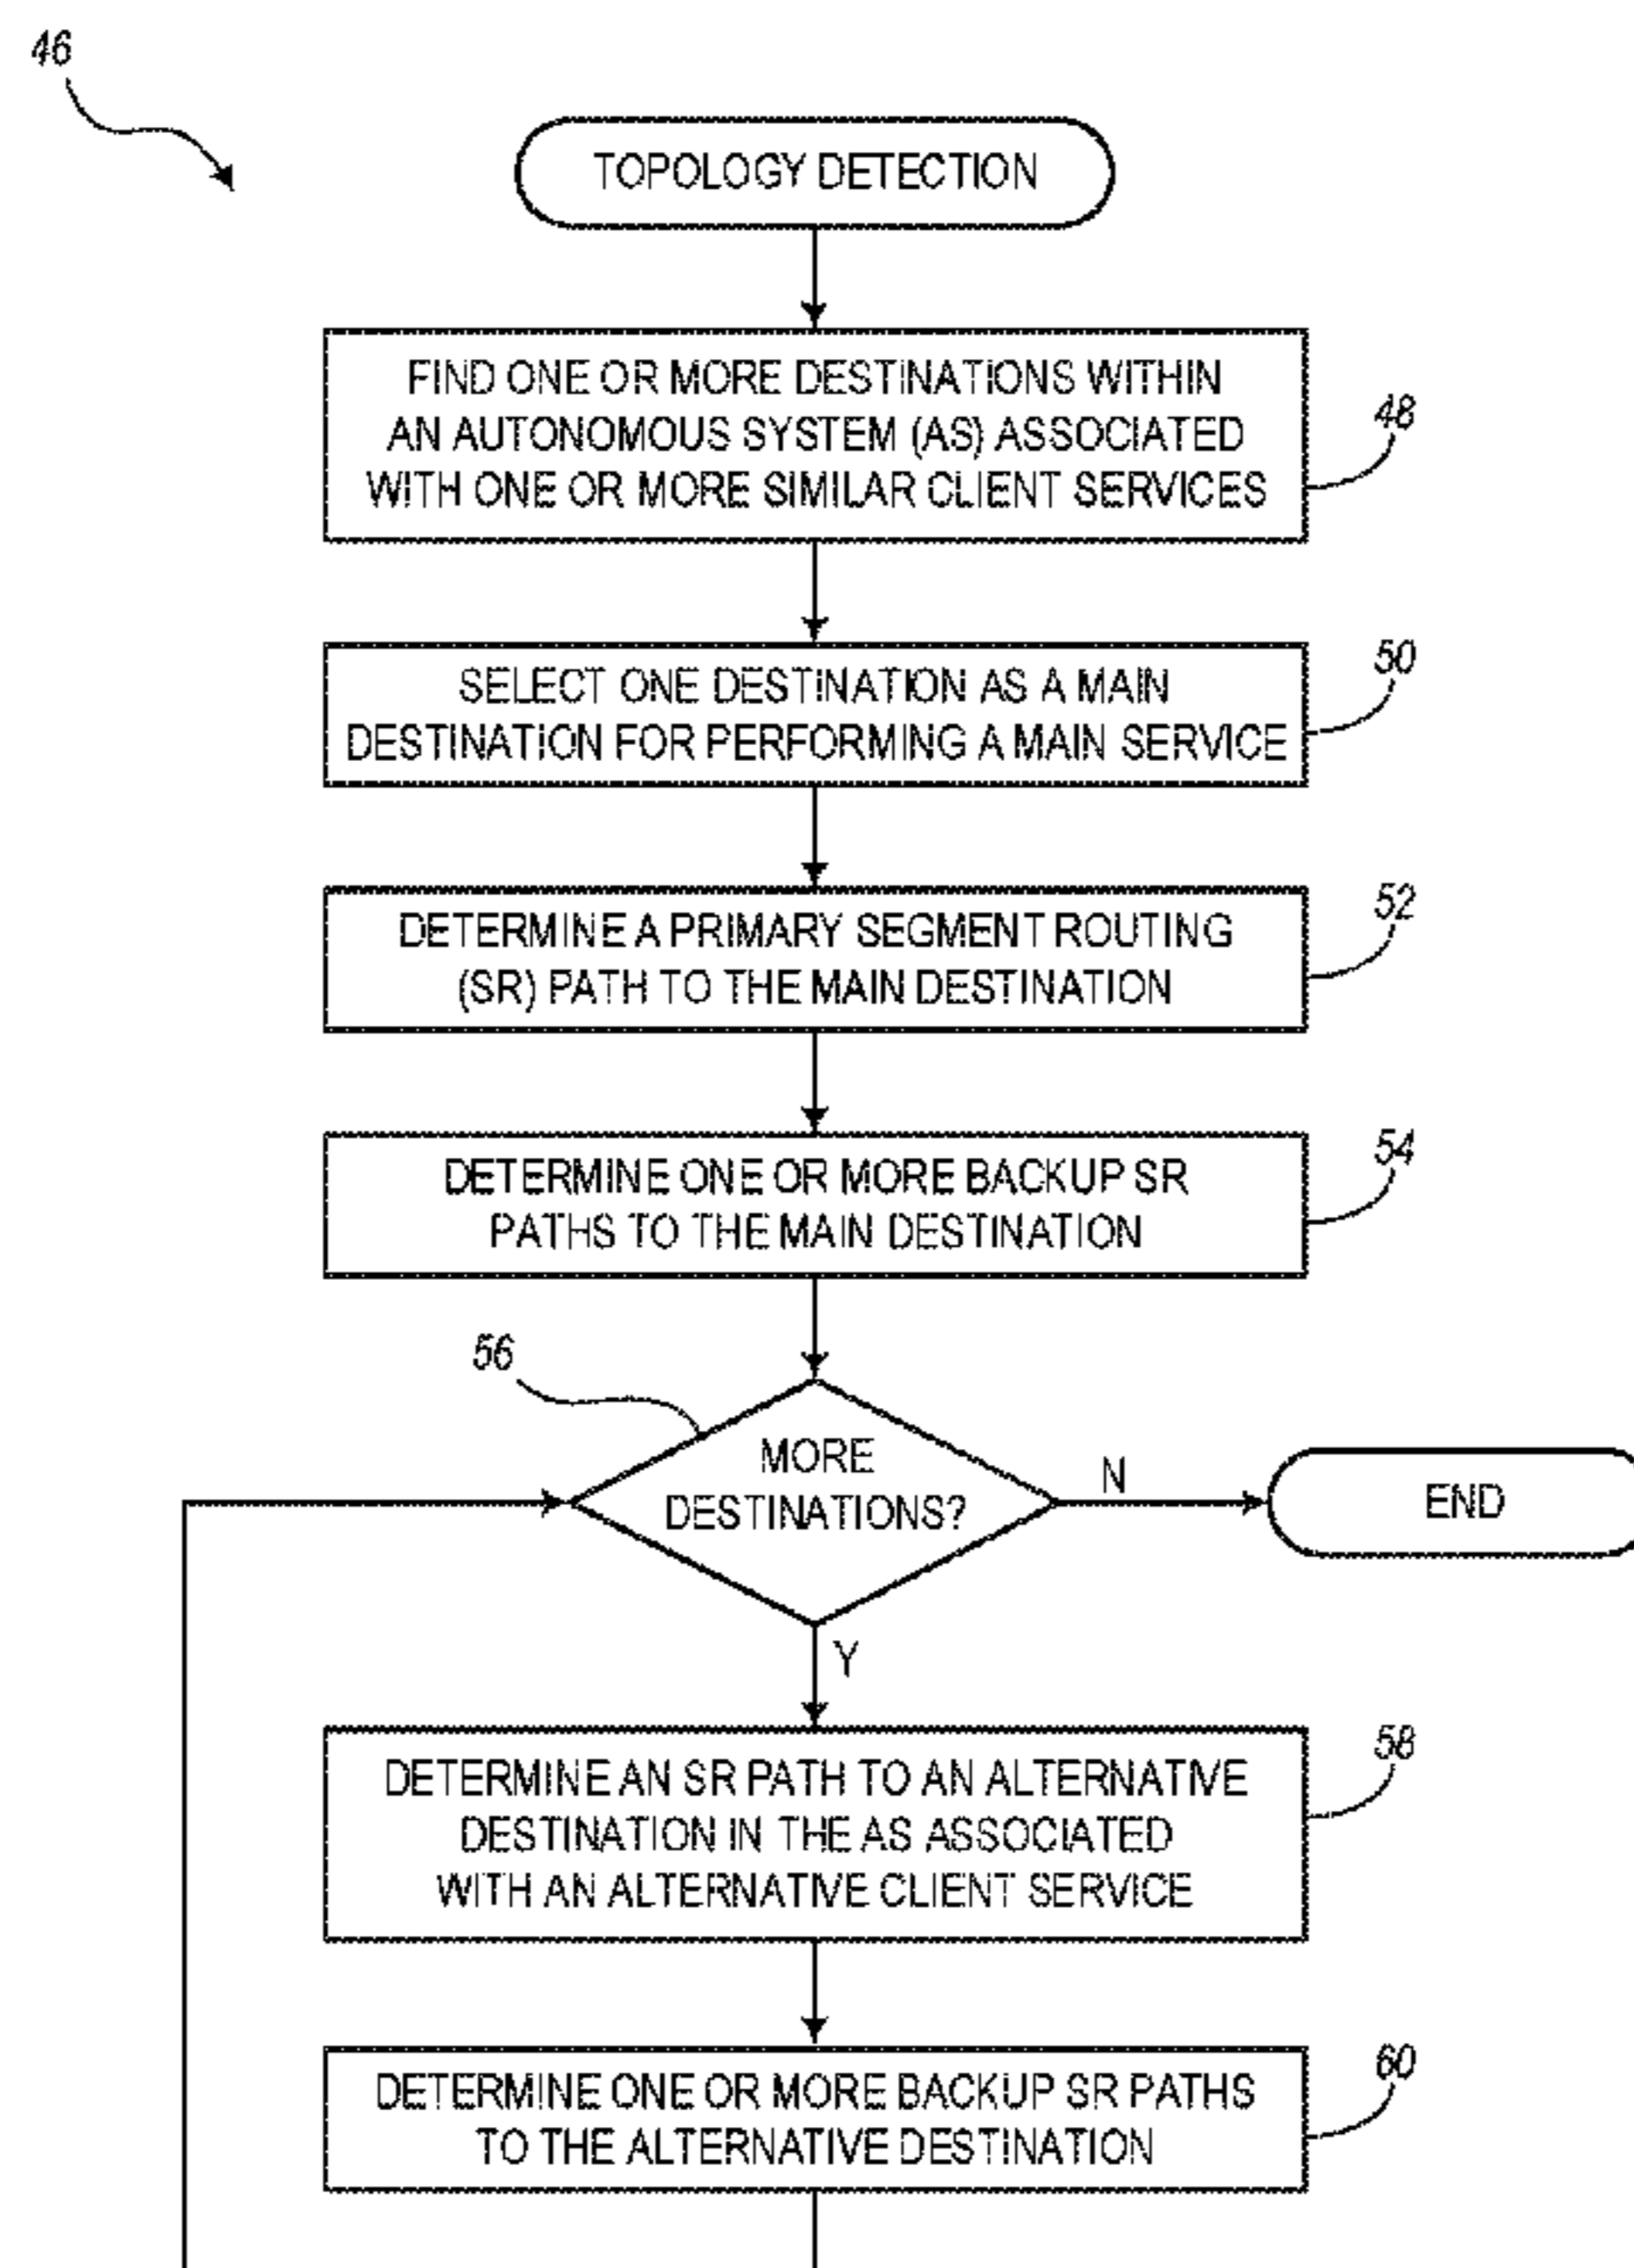 46
TOPOLOGY DETECTION
FIND ONE OR MORE DESTINATIONS WITHIN
AN AUTONOMOUS SYSTEM (AS) ASSOCIATED
WITH ONE OR MORE SIMILAR CLIENT SERVICES
48
SELECT ONE DESTINATION AS A MAIN
DESTINATION FOR PERFORMING A MAIN SERVICE
50
DETERMINE A PRIMARY SEGMENT ROUTING
(SR) PATH TO THE MAIN DESTINATION
52
DETERMINE ONE OR MORE BACKUP SR
PATHS TO THE MAIN DESTINATION
54
56
MORE
DESTINATIONS?
N
END
Y
DETERMINE AN SR PATH TO AN ALTERNATIVE
DESTINATION IN THE AS ASSOCIATED
WITH AN ALTERNATIVE CLIENT SERVICE
58
DETERMINE ONE OR MORE BACKUP SR PATHS
TO THE ALTERNATIVE DESTINATION
60